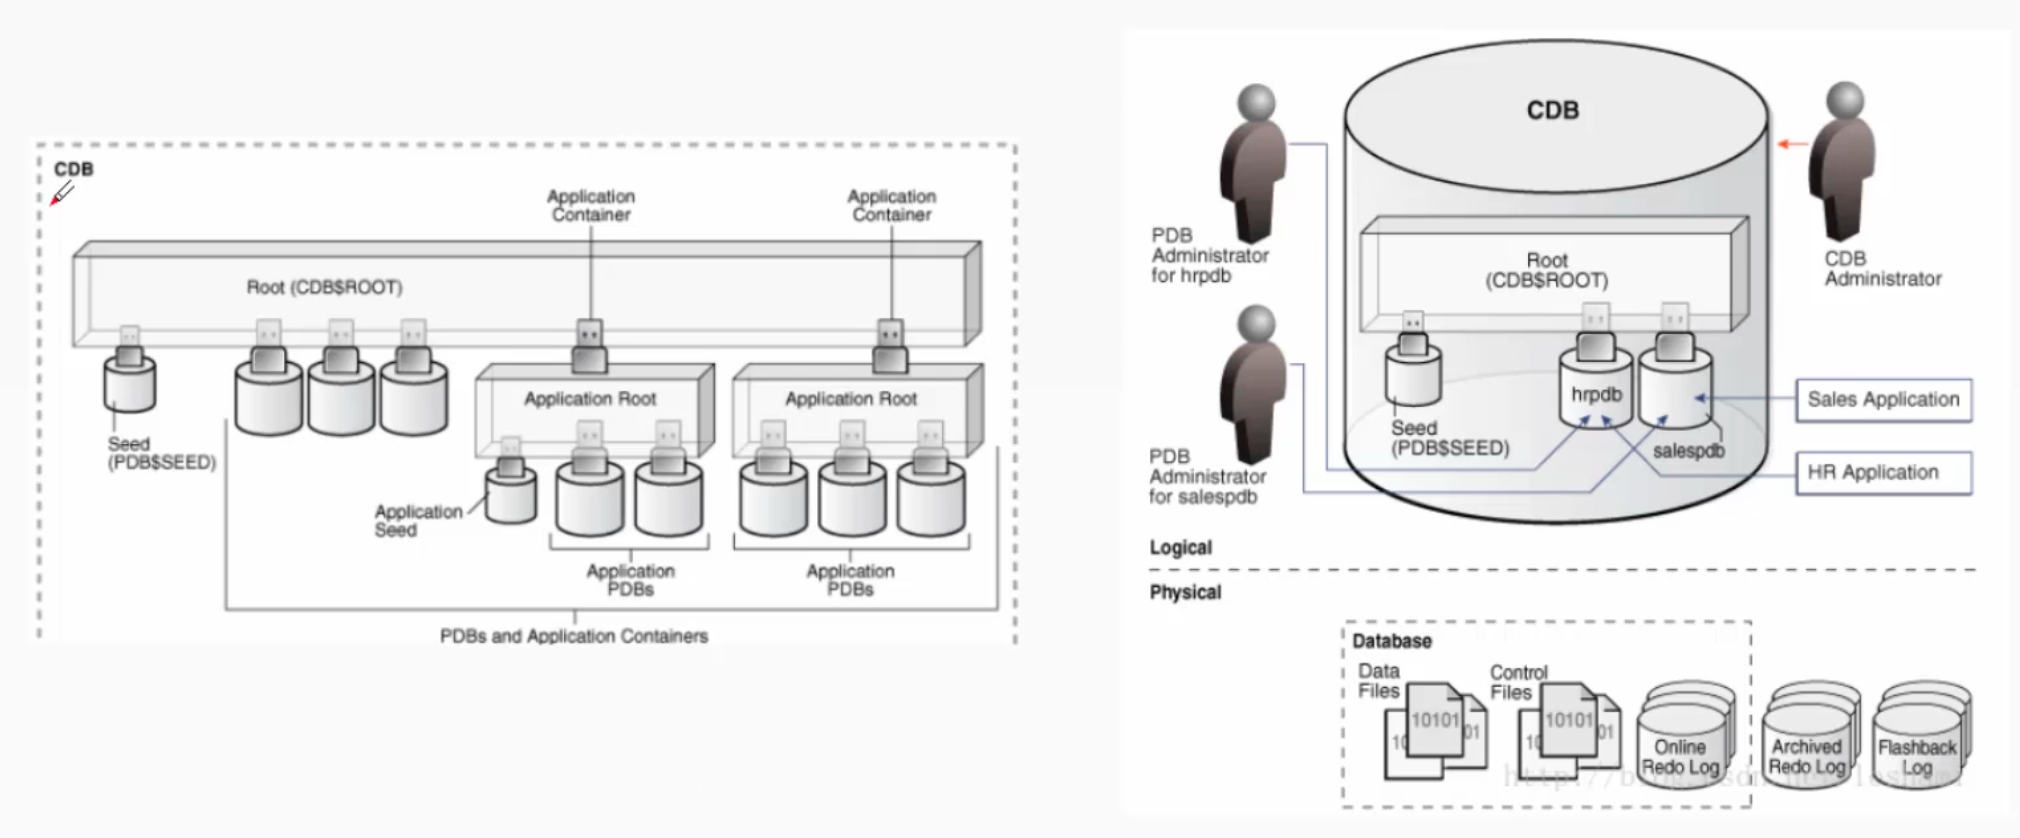 CDB
Application
Container
Application
Container
Root (CDB$ROOT)
Application Root
Application Root
Seed
(PDB$SEED)
Application
Seed
Application
PDBs
Application
PDBs
PDBs and Application Containers
CDB
PDB
Administrator
for hrpdb
CDB
Administrator
Root
(CDB$ROOT)
hrpdb
Seed
(PDB$SEED)
salespdb
Sales Application
HR Application
PDB
Administrator
for salespdb
Logical
Physical
Database
Data
Files
10101
10
01
Control
Files
10101
10
01
Online
Redo Log
Archived
Redo Log
Flashback
Log